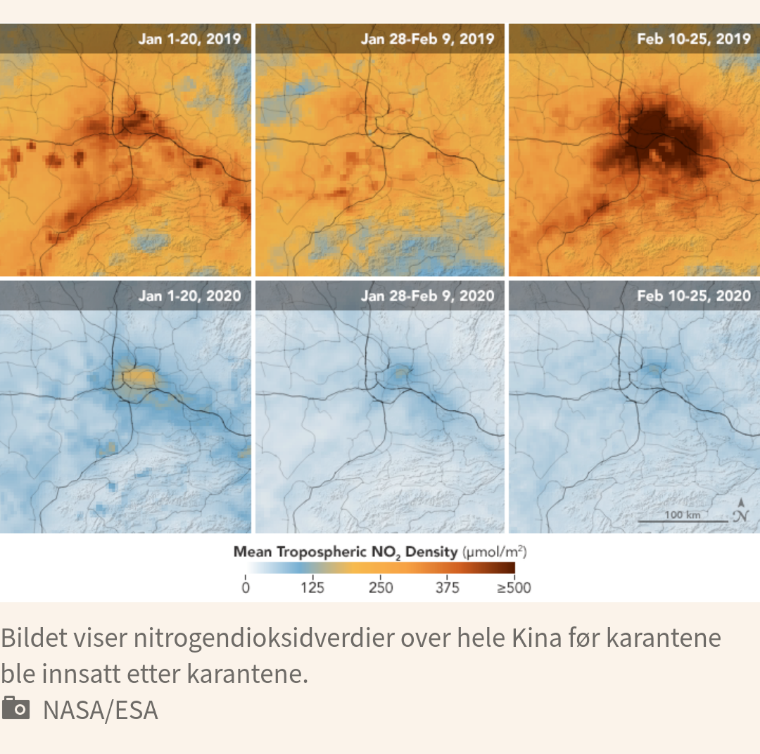 Jan 1-20, 2019
Jan 28-Feb 9, 2019
Feb 10-25, 2019
Jan 1-20, 2020
Jan 28-Feb 9, 2020
Feb 10-25, 2020
100 km
N
Mean Tropospheric NO₂ Density (µmol/m²)
0 125 250 375 ≥500
Bildet viser nitrogendioksidverdier over hele Kina før karantene
ble innsatt etter karantene.
NASA/ESA